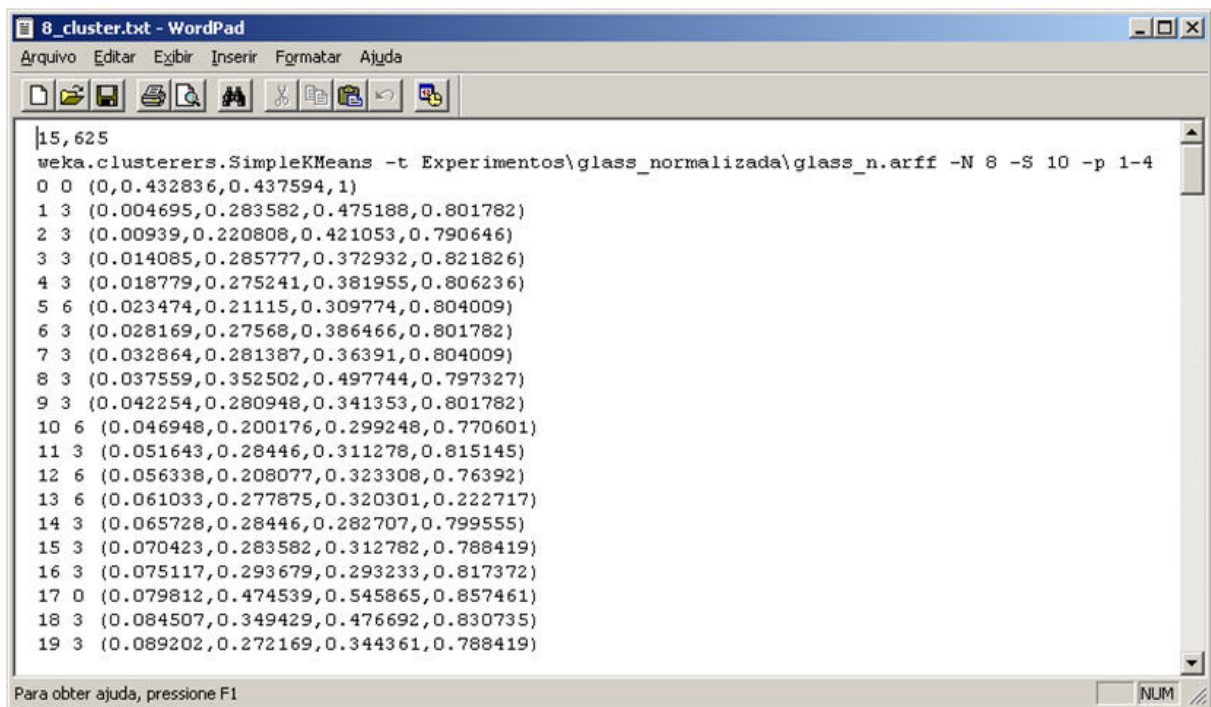 8_cluster.txt - WordPad
Arquivo Editar Exibir Inserir Formatar Ajuda
15,625
weka.clusterers.SimpleKMeans -t Experimentos\glass_normalizada\glass_n.arff -N 8 -S 10 -p 1-4
0 0 (0,0.432836,0.437594,1)
1 3 (0.004695,0.283582,0.475188,0.801782)
2 3 (0.00939,0.220808,0.421053,0.790646)
3 3 (0.014085,0.285777,0.372932,0.821826)
4 3 (0.018779,0.275241,0.381955,0.806236)
5 6 (0.023474,0.21115,0.309774,0.804009)
6 3 (0.028169,0.27568,0.386466,0.801782)
7 3 (0.032864,0.281387,0.36391,0.804009)
8 3 (0.037559,0.352502,0.497744,0.797327)
9 3 (0.042254,0.280948,0.341353,0.801782)
10 6 (0.046948,0.200176,0.299248,0.770601)
11 3 (0.051643,0.28446,0.311278,0.815145)
12 6 (0.056338,0.208077,0.323308,0.76392)
13 6 (0.061033,0.277875,0.320301,0.222717)
14 3 (0.065728,0.28446,0.282707,0.799555)
15 3 (0.070423,0.283582,0.312782,0.788419)
16 3 (0.075117,0.293679,0.293233,0.817372)
17 0 (0.079812,0.474539,0.545865,0.857461)
18 3 (0.084507,0.349429,0.476692,0.830735)
19 3 (0.089202,0.272169,0.344361,0.788419)
Para obter ajuda, pressione F1
NUM